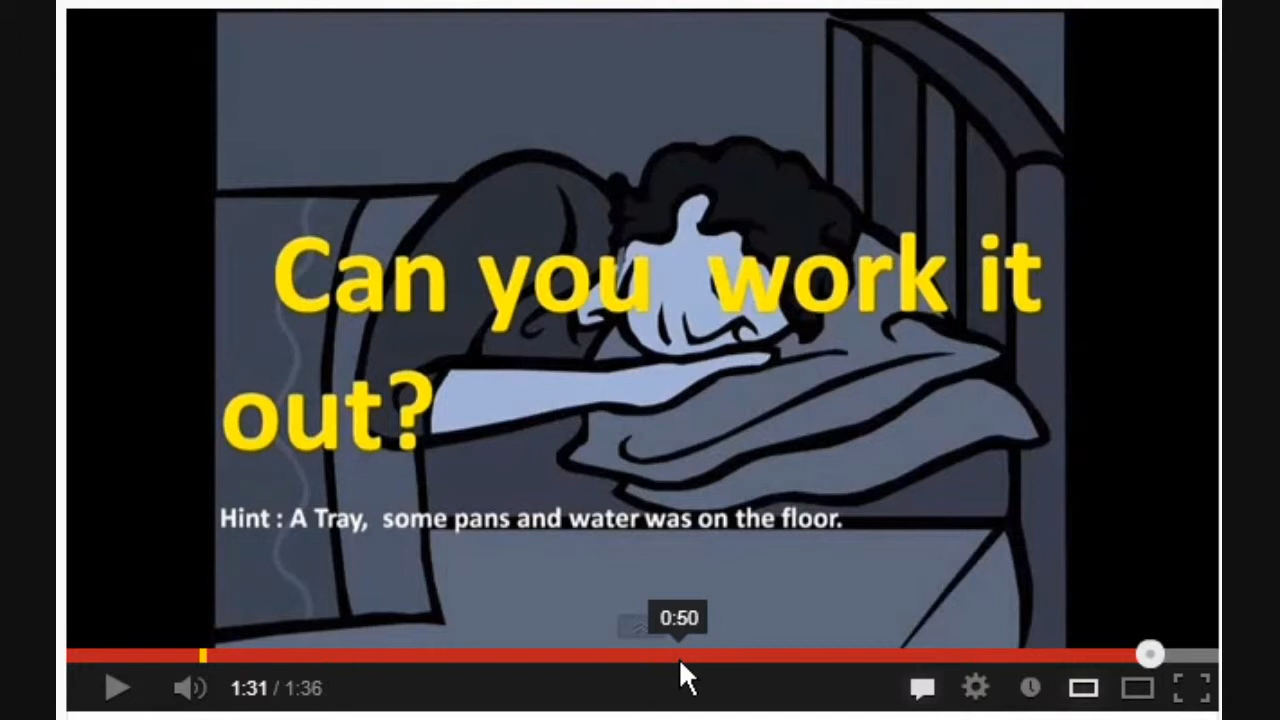 Can you work it
out?
Hint : A Tray, some pans and water was on the floor.
0:50
1:31 / 1:36